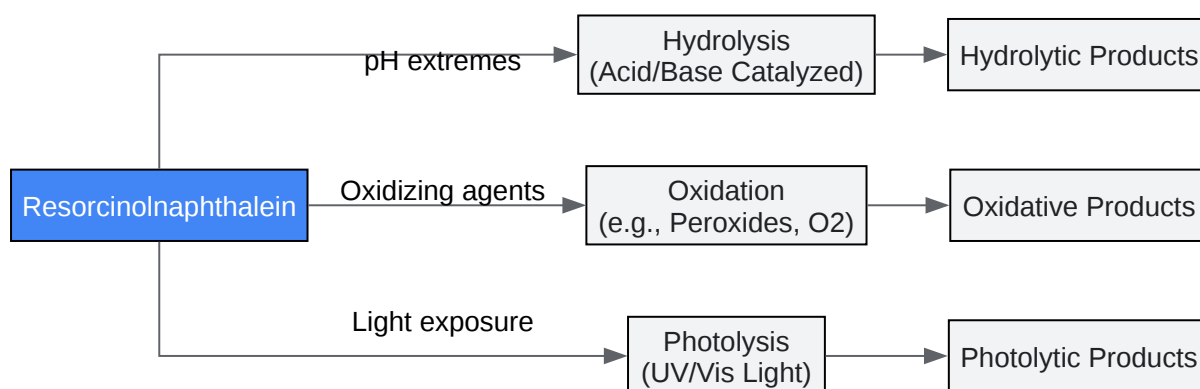 pH extremes
Hydrolysis
(Acid/Base Catalyzed)
Hydrolytic Products
Resorcinolnaphthalein
Oxidizing agents
Oxidation
(e.g., Peroxides, O2)
Oxidative Products
Light exposure
Photolysis
(UV/Vis Light)
Photolytic Products